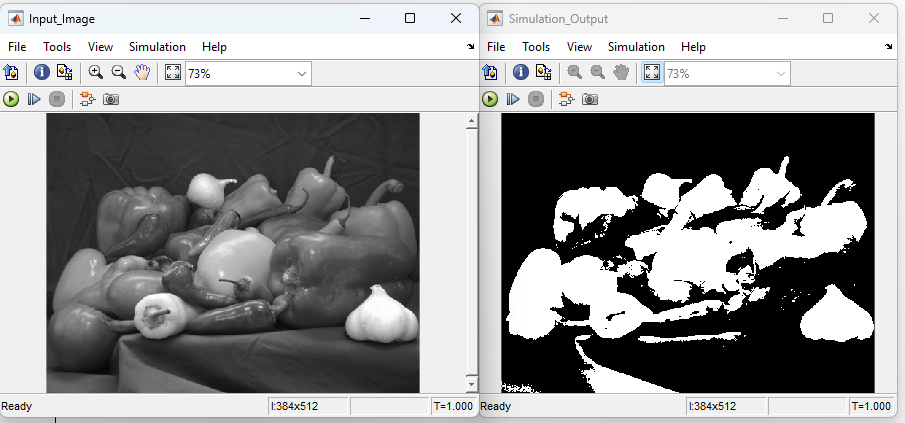 Input_Image
File Tools View Simulation Help
73%
Ready I:384x512 T=1.000
Simulation_Output
File Tools View Simulation Help
73%
Ready I:384x512 T=1.000